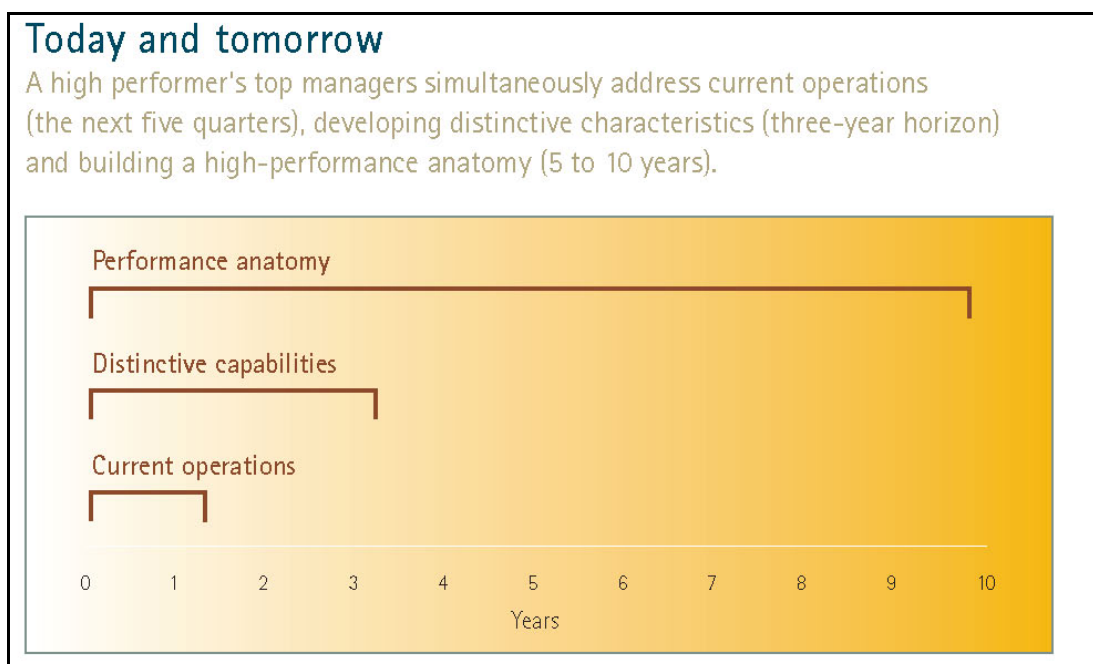 Today and tomorrow
A high performer's top managers simultaneously address current operations
(the next five quarters), developing distinctive characteristics (three-year horizon)
and building a high-performance anatomy (5 to 10 years).
Performance anatomy
Distinctive capabilities
Current operations
0 1 2 3 4 5 6 7 8 9 10
Years